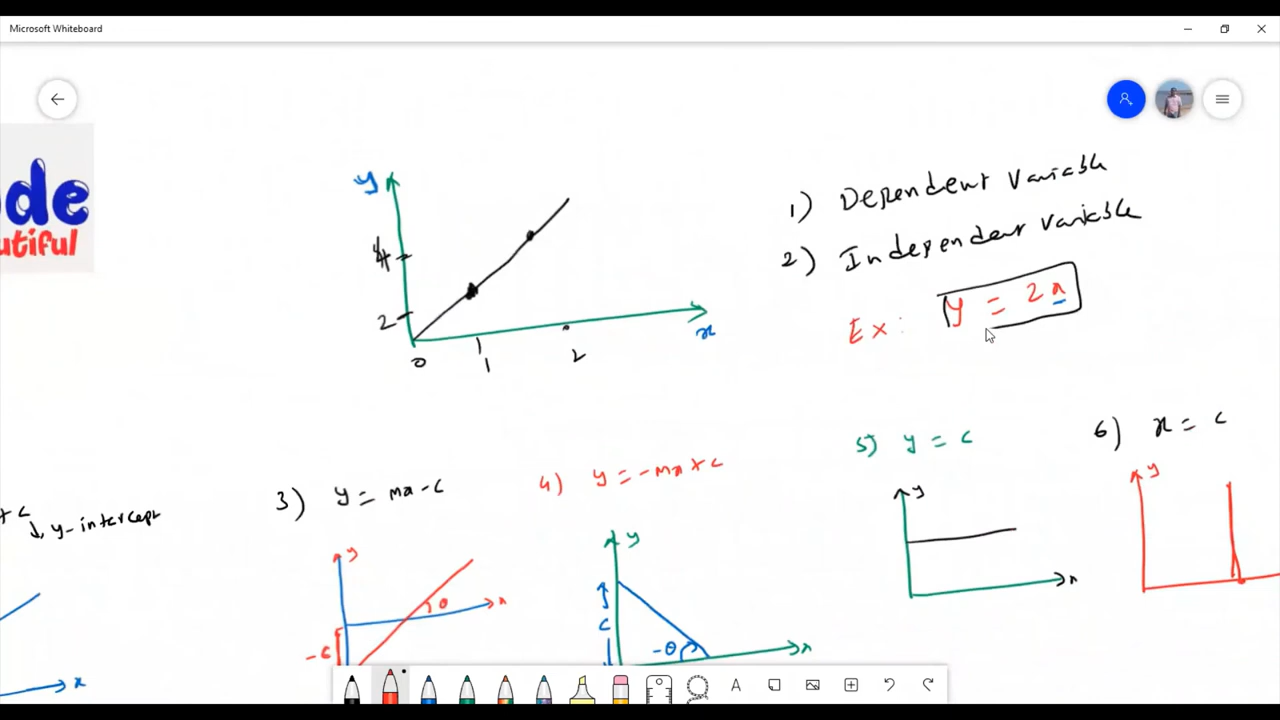 Microsoft Whiteboard
de
utiful
y
4
2
0
1
2
x
1) Dependent Variable
2) Independent Variable
Ex: y = 2x
+ c
↓, y-intercept
x
3) y = mx-c
y
x
θ
-c
4) y = -mx+c
y
c
-θ
x
5) y = c
y
x
6) x = c
y
A